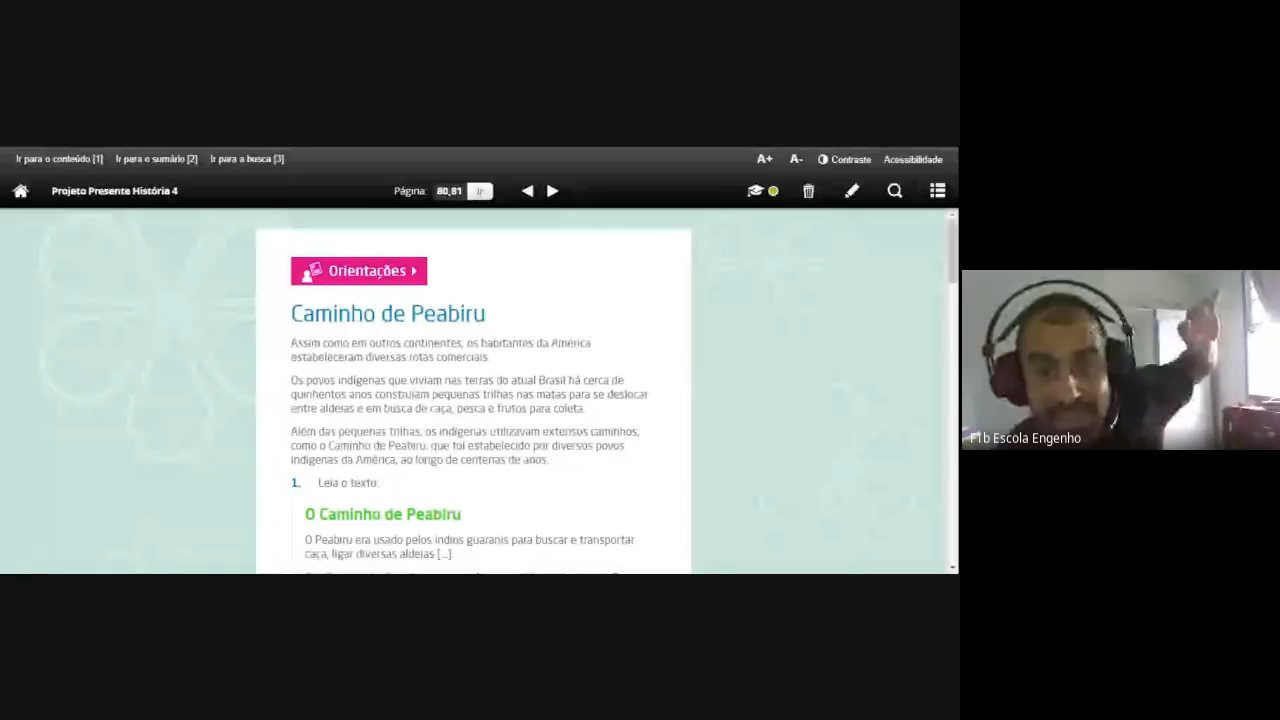 Ir para o conteúdo [1] Ir para o sumário [2] Ir para a busca [3] A+ A- Contraste Acessibilidade
Projeto Presente História 4 Página: 80,81 Ir
Orientações
Caminho de Peabiru
Assim como em outros continentes, os habitantes da América
estabeleceram diversas rotas comerciais.
Os povos indígenas que viviam nas terras do atual Brasil há cerca de
quinhentos anos construíam pequenas trilhas nas matas para se deslocar
entre aldeias e em busca de caça, pesca e frutos para coleta.
Além das pequenas trilhas, os indígenas utilizavam extensos caminhos,
como o Caminho de Peabiru, que foi estabelecido por diversos povos
indígenas da América, ao longo de centenas de anos.
1. Leia o texto.
O Caminho de Peabiru
O Peabiru era usado pelos índios guaranis para buscar e transportar
caça, ligar diversas aldeias [...].
F1b Escola Engenho